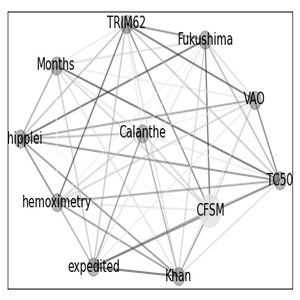 TRIM62
Fukushima
Months
VAO
hipplei
Calanthe
TC50
hemoximetry
CFSM
expedited
Khan